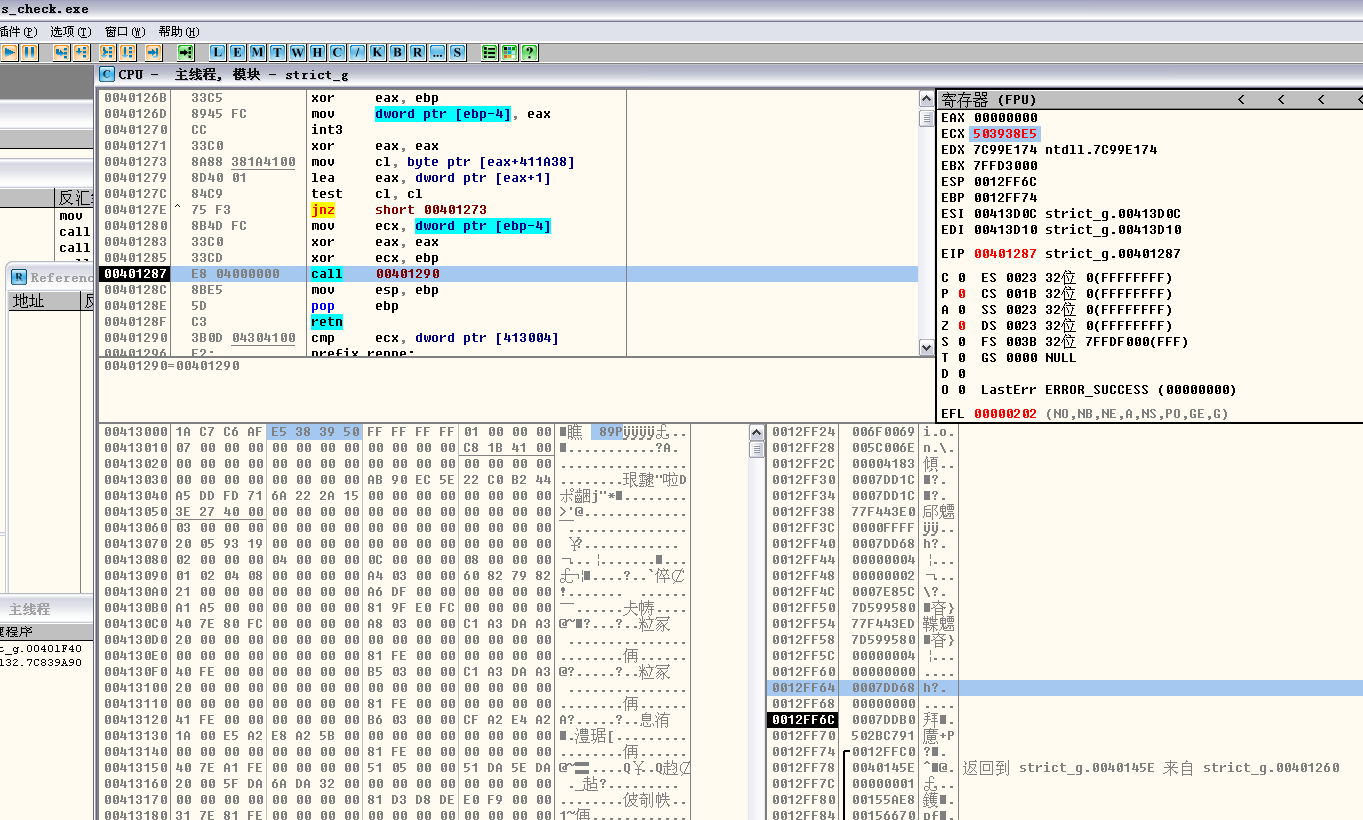 s_check.exe
插件(P) 选项(T) 窗口(W) 帮助(H)
L E M T W H C / K B R ... S ?
C CPU - 主线程, 模块 - strict_g
0040126B 33C5 xor eax, ebp
0040126D 8945 FC mov dword ptr [ebp-4], eax
00401270 CC int3
00401271 33C0 xor eax, eax
00401273 8A88 381A4100 mov cl, byte ptr [eax+411A38]
00401279 8D40 01 lea eax, dword ptr [eax+1]
0040127C 84C9 test cl, cl
0040127E ^ 75 F3 jnz short 00401273
00401280 8B4D FC mov ecx, dword ptr [ebp-4]
00401283 33C0 xor eax, eax
00401285 33CD xor ecx, ebp
00401287 E8 04000000 call 00401290
0040128C 8BE5 mov esp, ebp
0040128E 5D pop ebp
0040128F C3 retn
00401290 3B0D 04304100 cmp ecx, dword ptr [413004]
00401296 F2: prefix repne:
00401290=00401290
寄存器 (FPU) < < < <
EAX 00000000
ECX 503938E5
EDX 7C99E174 ntdll.7C99E174
EBX 7FFD3000
ESP 0012FF6C
EBP 0012FF74
ESI 00413D0C strict_g.00413D0C
EDI 00413D10 strict_g.00413D10
EIP 00401287 strict_g.00401287
C 0 ES 0023 32位 0(FFFFFFFF)
P 0 CS 001B 32位 0(FFFFFFFF)
A 0 SS 0023 32位 0(FFFFFFFF)
Z 0 DS 0023 32位 0(FFFFFFFF)
S 0 FS 003B 32位 7FFDF000(FFF)
T 0 GS 0000 NULL
D 0
O 0 LastErr ERROR_SUCCESS (00000000)
EFL 00000202 (NO,NB,NE,A,NS,PO,GE,G)
反汇
mov
call
call
R Referenc
地址
主线程
c_g.00401F40
132.7C839A90
00413000 1A C7 C6 AF E5 38 39 50 FF FF FF FF 01 00 00 00
00413010 07 00 00 00 00 00 00 00 00 00 00 00 C8 1B 41 00
00413020 00 00 00 00 00 00 00 00 00 00 00 00 00 00 00 00
00413030 00 00 00 00 00 00 00 00 AB 90 EC 5E 22 C0 B2 44
00413040 A5 DD FD 71 6A 22 2A 15 00 00 00 00 00 00 00 00
00413050 3E 27 40 00 00 00 00 00 00 00 00 00 00 00 00 00
00413060 03 00 00 00 00 00 00 00 00 00 00 00 00 00 00 00
00413070 20 05 93 19 00 00 00 00 00 00 00 00 00 00 00 00
00413080 02 00 00 00 04 00 00 00 0C 00 00 00 08 00 00 00
00413090 01 02 04 08 00 00 00 00 A4 03 00 00 60 82 79 82
004130A0 21 00 00 00 00 00 00 00 A6 DF 00 00 00 00 00 00
004130B0 A1 A5 00 00 00 00 00 00 81 9F E0 FC 00 00 00 00
004130C0 40 7E 80 FC 00 00 00 00 A8 03 00 00 C1 A3 DA A3
004130D0 20 00 00 00 00 00 00 00 00 00 00 00 00 00 00 00
004130E0 00 00 00 00 00 00 00 00 81 FE 00 00 00 00 00 00
004130F0 40 FE 00 00 00 00 00 00 B5 03 00 00 C1 A3 DA A3
00413100 20 00 00 00 00 00 00 00 00 00 00 00 00 00 00 00
00413110 00 00 00 00 00 00 00 00 81 FE 00 00 00 00 00 00
00413120 41 FE 00 00 00 00 00 00 B6 03 00 00 CF A2 E4 A2
00413130 1A 00 E5 A2 E8 A2 5B 00 00 00 00 00 00 00 00 00
00413140 00 00 00 00 00 00 00 00 81 FE 00 00 00 00 00 00
00413150 40 7E A1 FE 00 00 00 00 51 05 00 00 51 DA 5E DA
00413160 20 00 5F DA 6A DA 32 00 00 00 00 00 00 00 00 00
00413170 00 00 00 00 00 00 00 00 81 D3 D8 DE E0 F9 00 00
00413180 31 7E 81 FE 00 00 00 00 00 00 00 00 00 00 00 00
0012FF24 006F0069 i.o.
0012FF28 005C006E n.\.
0012FF2C 00004183
0012FF30 0007DD1C
0012FF34 0007DD1C
0012FF38 77F443E0
0012FF3C 0000FFFF ÿÿ..
0012FF40 0007DD68 h?.
0012FF44 00000004
0012FF48 00000002
0012FF4C 0007E85C \?.
0012FF50 7D599580
0012FF54 77F443ED
0012FF58 7D599580
0012FF5C 00000004
0012FF60 00000000 ....
0012FF64 0007DD68 h?.
0012FF68 00000000 ....
0012FF6C 0007DDB0
0012FF70 502BC791
0012FF74 0012FFC0
0012FF78 0040145E 返回到 strict_g.0040145E 来自 strict_g.00401260
0012FF7C 00000001
0012FF80 00155AE8
0012FF84 00156670 pf